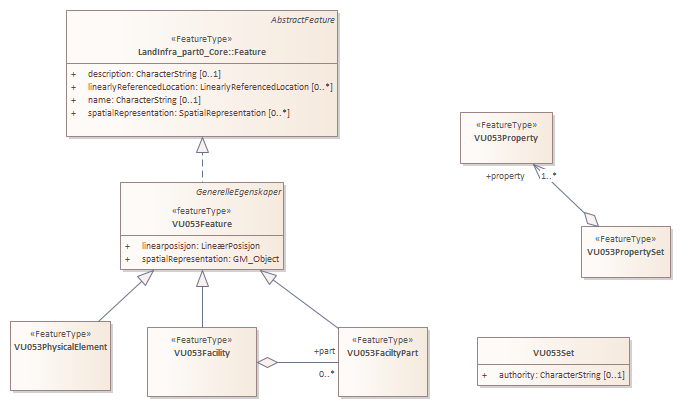 AbstractFeature
«FeatureType»
LandInfra_part0_Core::Feature
+ description: CharacterString [0..1]
+ linearlyReferencedLocation: LinearlyReferencedLocation [0..*]
+ name: CharacterString [0..1]
+ spatialRepresentation: SpatialRepresentation [0..*]
GenerelleEgenskaper
«featureType»
VU053Feature
+ linearposisjon: LineærPosisjon
+ spatialRepresentation: GM_Object
«FeatureType»
VU053PhysicalElement
«FeatureType»
VU053Facility
+part
0..*
«FeatureType»
VU053FaciltyPart
«FeatureType»
VU053Property
+property
1..*
«FeatureType»
VU053PropertySet
VU053Set
+ authority: CharacterString [0..1]